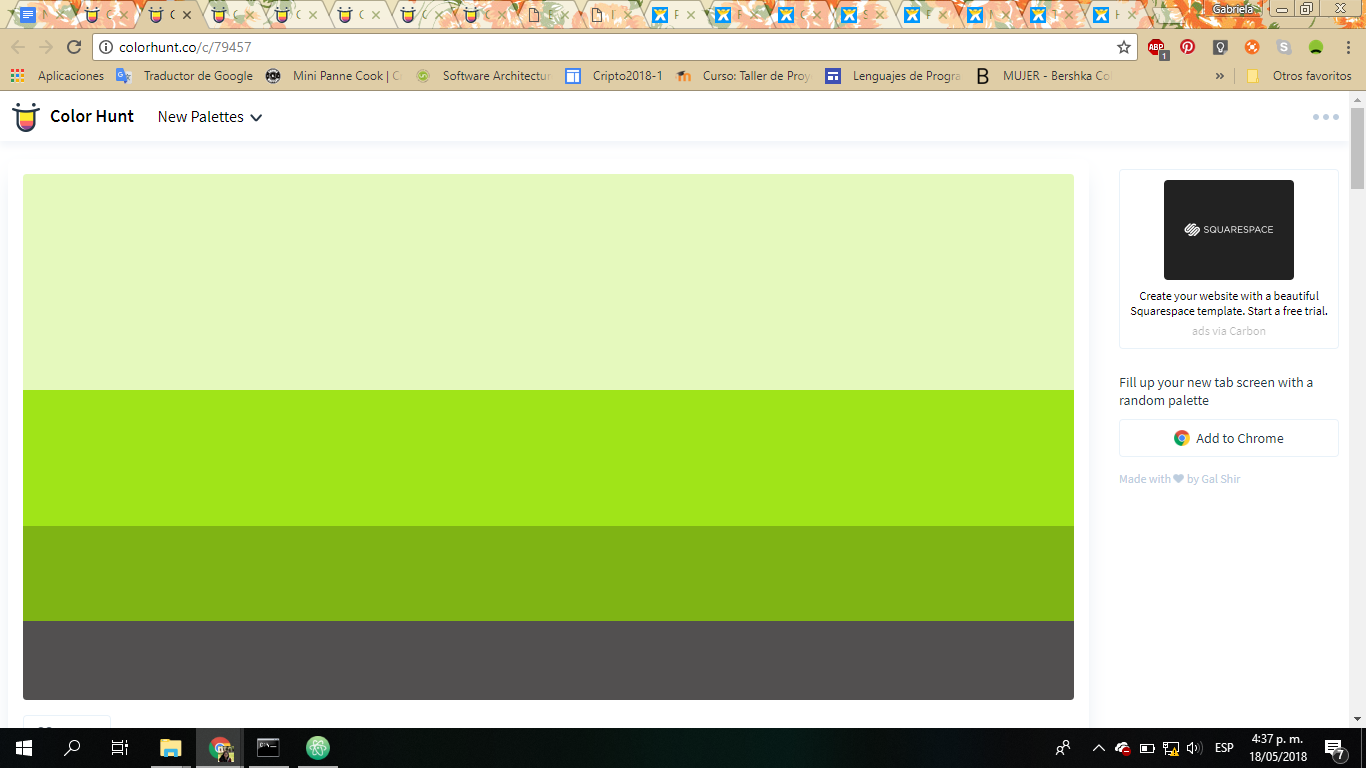 Gabriela
colorhunt.co/c/79457
ABP
1
Aplicaciones
Traductor de Google
Mini Panne Cook | C
Software Architectur
Cripto2018-1
Curso: Taller de Proy
Lenguajes de Progra
B
MUJER - Bershka Co
»
Otros favoritos
Color Hunt
New Palettes
SQUARESPACE
Create your website with a beautiful
Squarespace template. Start a free trial.
ads via Carbon
Fill up your new tab screen with a
random palette
Add to Chrome
Made with ♥ by Gal Shir
ESP
4:37 p. m.
18/05/2018
7